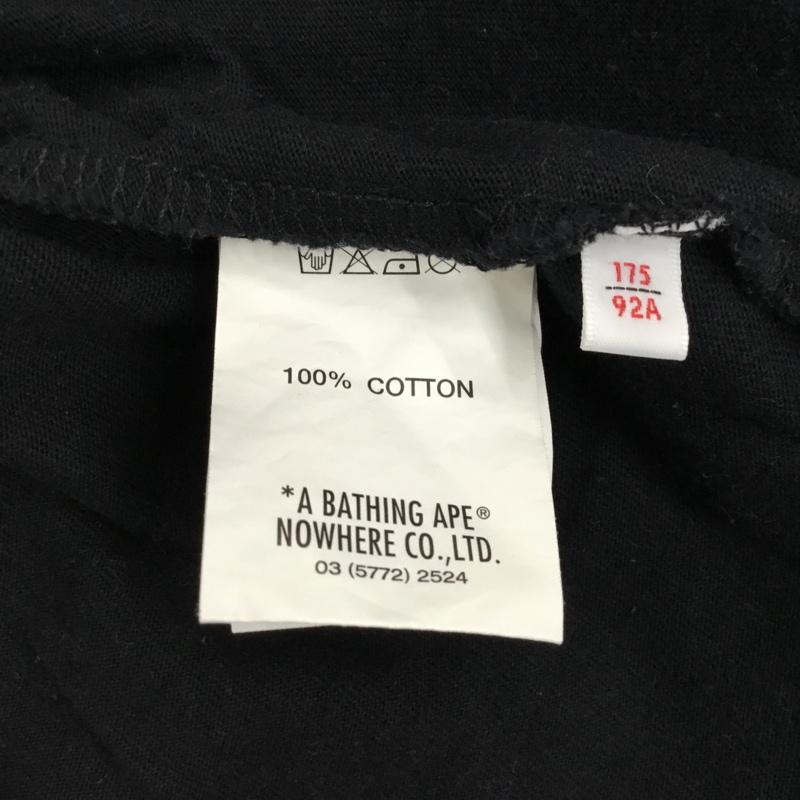 100% COTTON
*A BATHING APE®
NOWHERE CO.,LTD.
03 (5772) 2524
175
92A